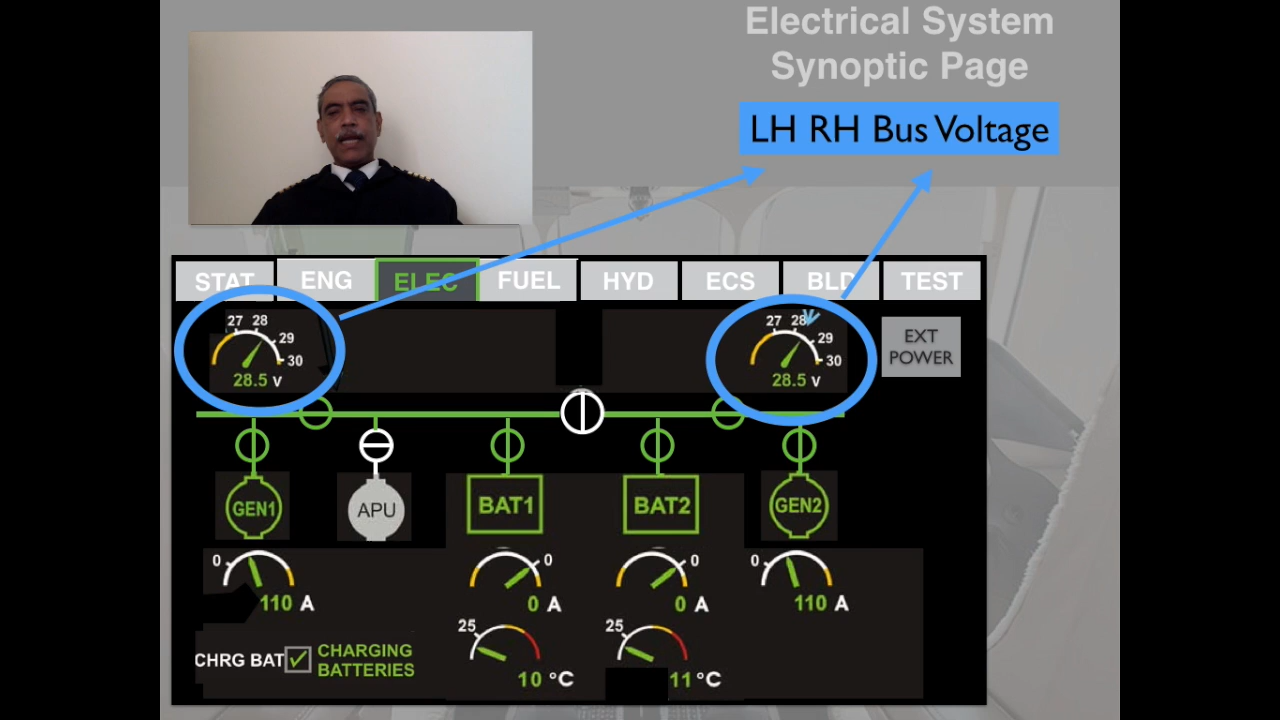 Electrical System
Synoptic Page
LH RH Bus Voltage
STAT ENG ELEC FUEL HYD ECS BLD TEST
27 28 29 30
28.5 V
27 28 29 30
28.5 V
EXT
POWER
GEN1 APU BAT1 BAT2 GEN2
0 0 0 0
110 A 0 A 0 A 110 A
25 25
CHRG BAT CHARGING
BATTERIES
10 °C 11 °C